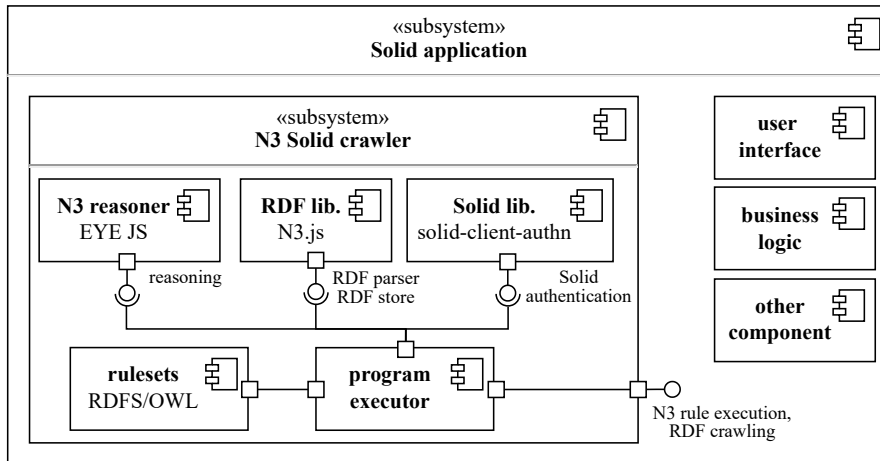 «subsystem»
Solid application
«subsystem»
N3 Solid crawler
user
interface
N3 reasoner
EYE JS
RDF lib.
N3.js
Solid lib.
solid-client-authn
business
logic
reasoning
RDF parser
RDF store
Solid
authentication
other
component
rulesets
RDFS/OWL
program
executor
N3 rule execution,
RDF crawling